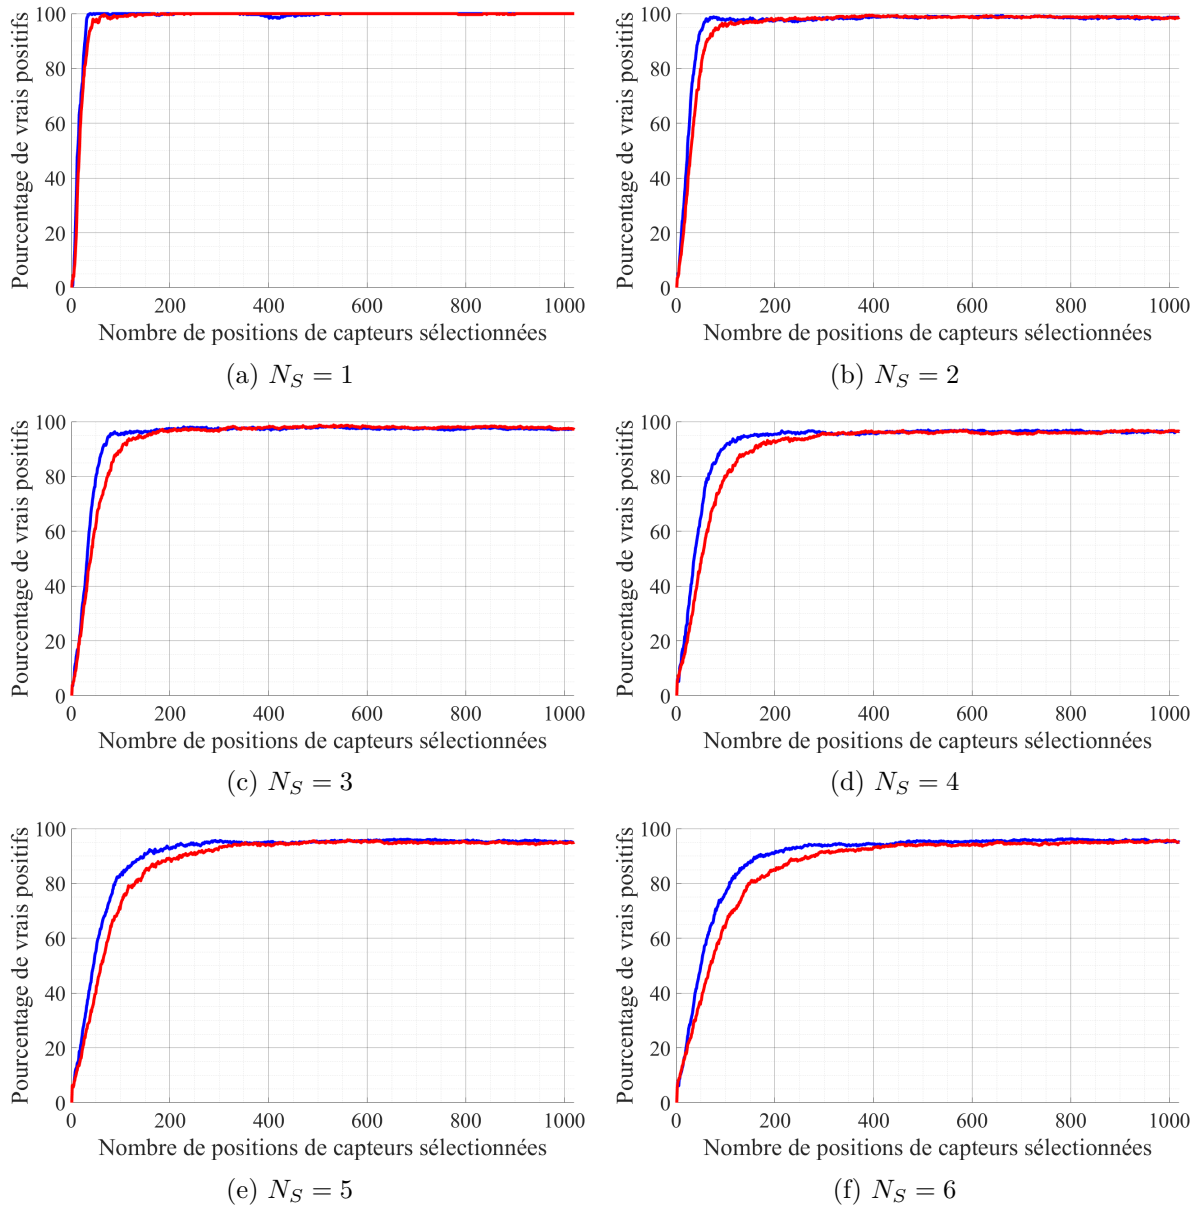 Pourcentage de vrais positifs
100
80
60
40
20
0
0 200 400 600 800 1000
Nombre de positions de capteurs sélectionnées
(a) N_S = 1
Pourcentage de vrais positifs
100
80
60
40
20
0
0 200 400 600 800 1000
Nombre de positions de capteurs sélectionnées
(b) N_S = 2
Pourcentage de vrais positifs
100
80
60
40
20
0
0 200 400 600 800 1000
Nombre de positions de capteurs sélectionnées
(c) N_S = 3
Pourcentage de vrais positifs
100
80
60
40
20
0
0 200 400 600 800 1000
Nombre de positions de capteurs sélectionnées
(d) N_S = 4
Pourcentage de vrais positifs
100
80
60
40
20
0
0 200 400 600 800 1000
Nombre de positions de capteurs sélectionnées
(e) N_S = 5
Pourcentage de vrais positifs
100
80
60
40
20
0
0 200 400 600 800 1000
Nombre de positions de capteurs sélectionnées
(f) N_S = 6